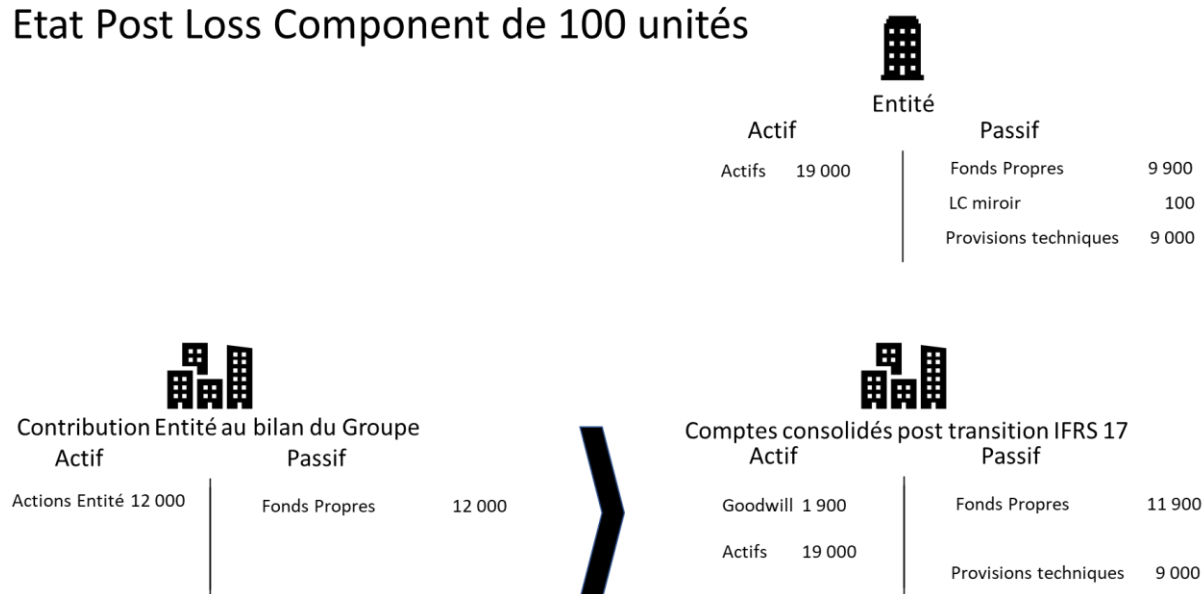 Etat Post Loss Component de 100 unités
Entité
Actif Passif
Actifs 19 000 Fonds Propres 9 900
LC miroir 100
Provisions techniques 9 000
Contribution Entité au bilan du Groupe
Actif Passif
Actions Entité 12 000 Fonds Propres 12 000
Comptes consolidés post transition IFRS 17
Actif Passif
Goodwill 1 900 Fonds Propres 11 900
Actifs 19 000
Provisions techniques 9 000